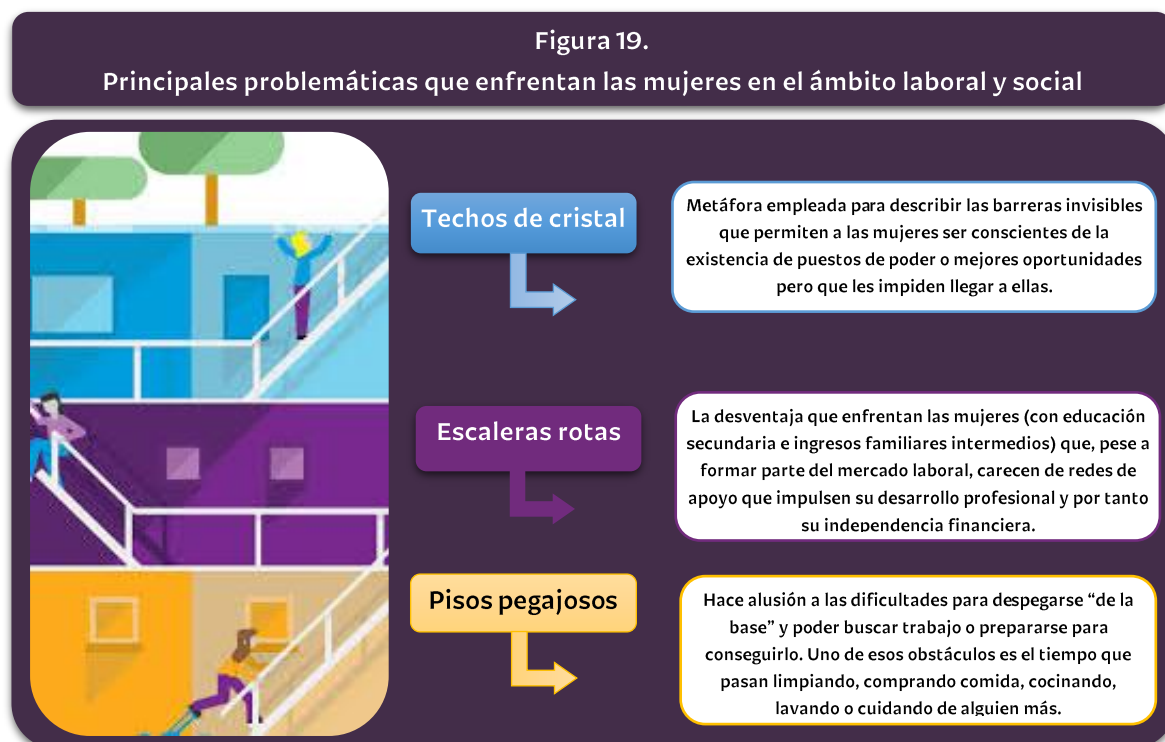 Figura 19.
Principales problemáticas que enfrentan las mujeres en el ámbito laboral y social
Techos de cristal
Metáfora empleada para describir las barreras invisibles
que permiten a las mujeres ser conscientes de la
existencia de puestos de poder o mejores oportunidades
pero que les impiden llegar a ellas.
Escaleras rotas
La desventaja que enfrentan las mujeres (con educación
secundaria e ingresos familiares intermedios) que, pese a
formar parte del mercado laboral, carecen de redes de
apoyo que impulsen su desarrollo profesional y por tanto
su independencia financiera.
Pisos pegajosos
Hace alusión a las dificultades para despegarse “de la
base” y poder buscar trabajo o prepararse para
conseguirlo. Uno de esos obstáculos es el tiempo que
pasan limpiando, comprando comida, cocinando,
lavando o cuidando de alguien más.